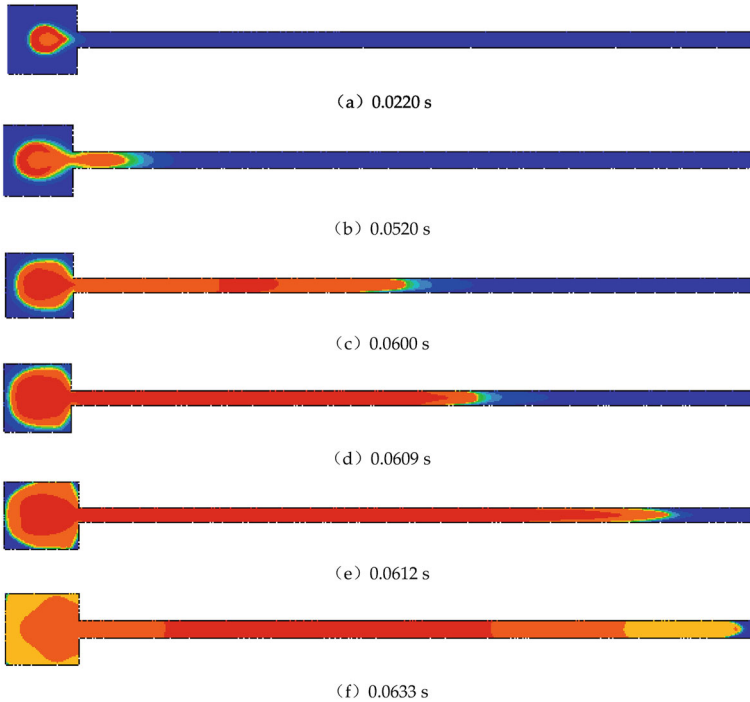 （a）0.0220 s
（b）0.0520 s
（c）0.0600 s
（d）0.0609 s
（e）0.0612 s
（f）0.0633 s